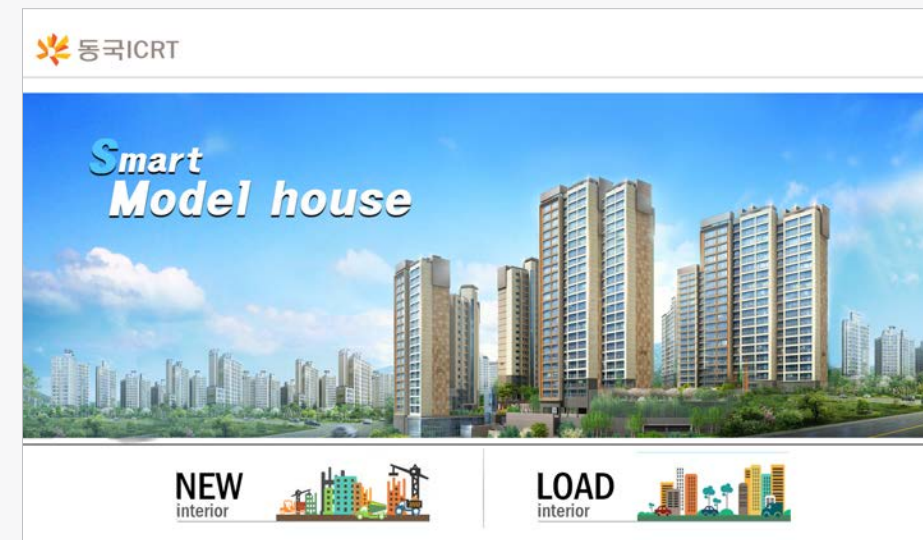 동국ICRT
Smart
Model house
NEW
interior
LOAD
interior